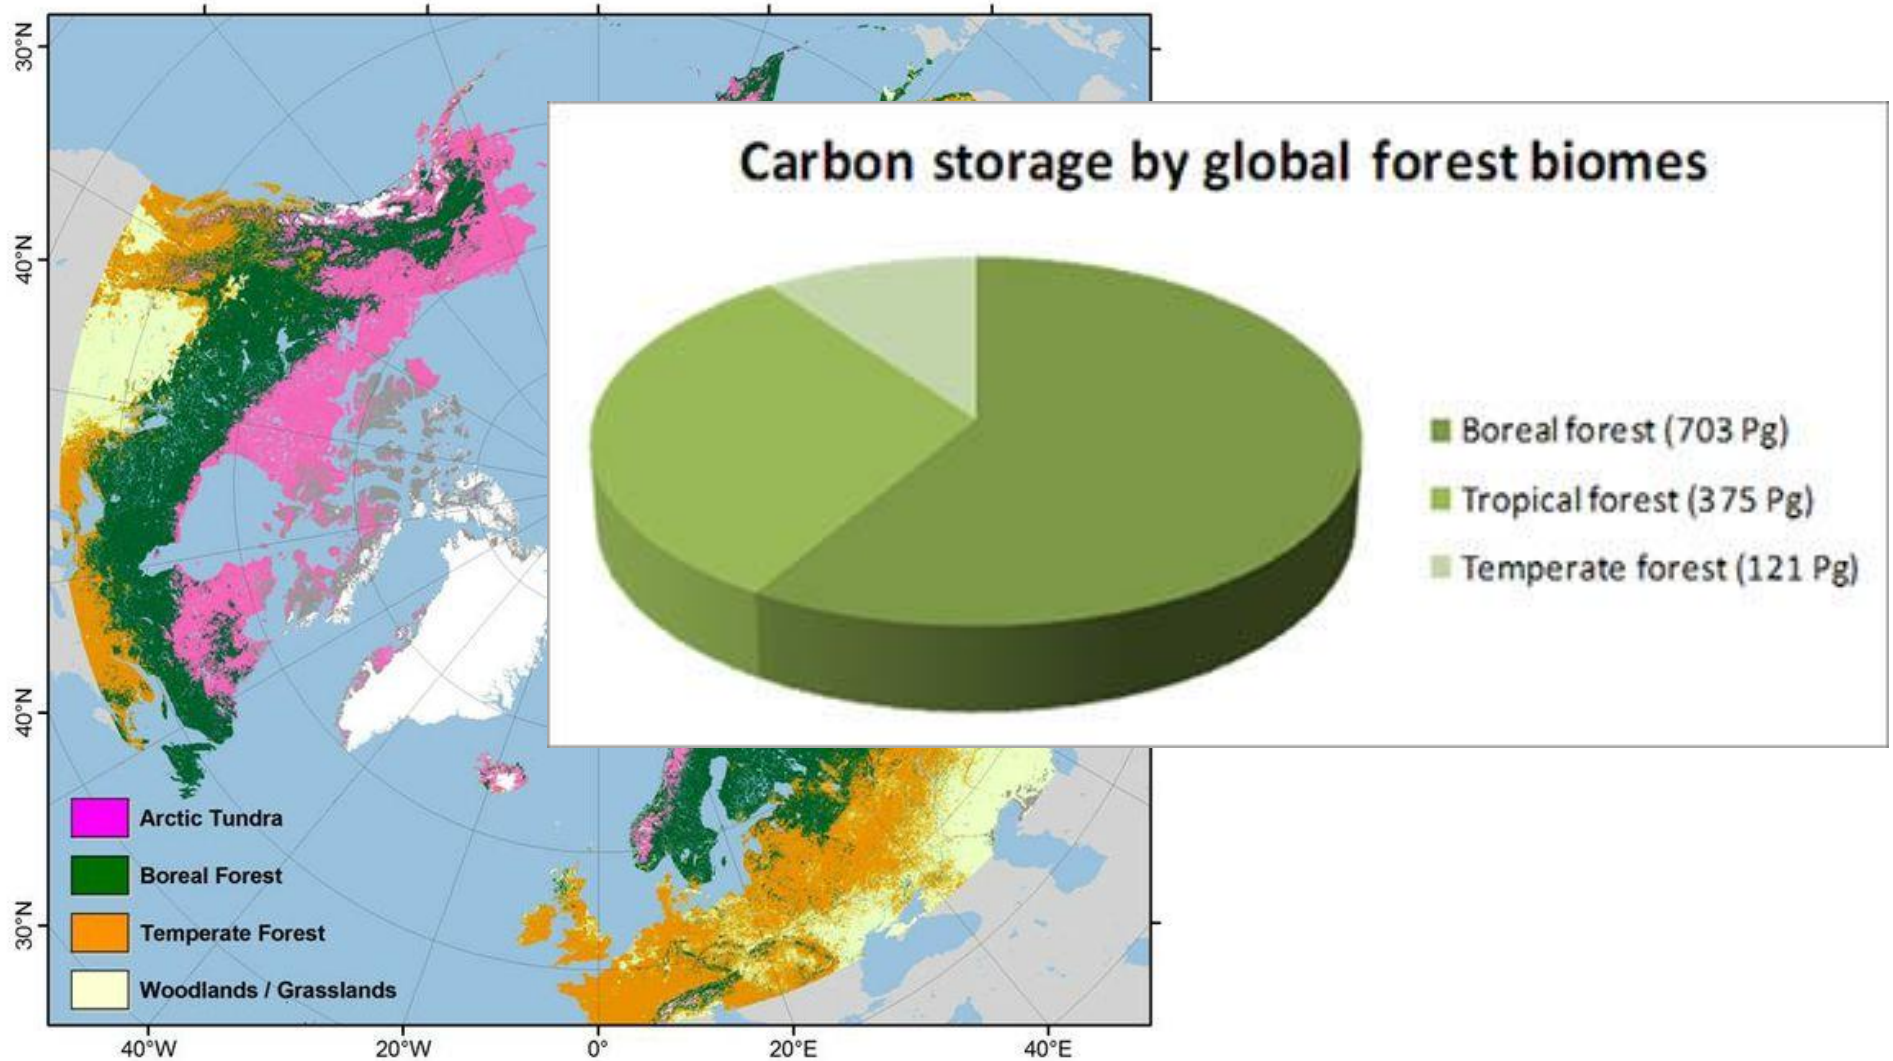 30°N
40°N
40°N
30°N
Carbon storage by global forest biomes
Boreal forest (703 Pg)
Tropical forest (375 Pg)
Temperate forest (121 Pg)
Arctic Tundra
Boreal Forest
Temperate Forest
Woodlands / Grasslands
40°W
20°W
0°
20°E
40°E